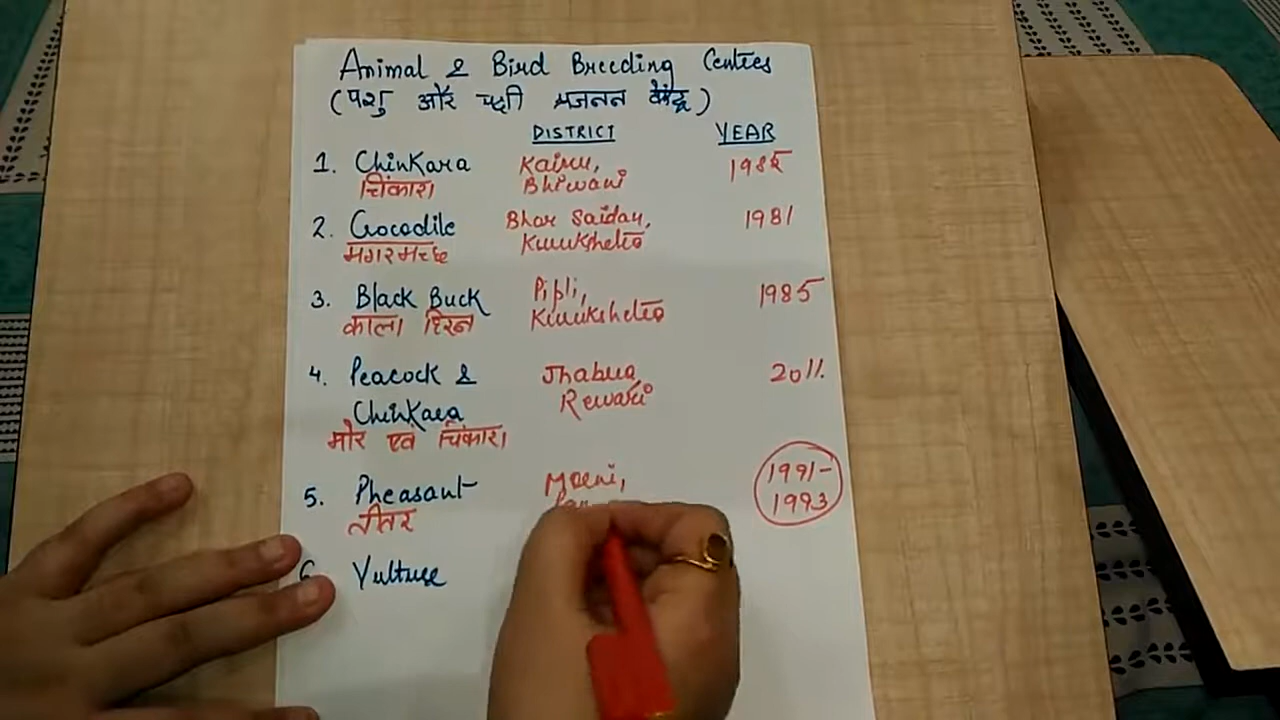 Animal & Bird Breeding Centres
(पशु और पक्षी प्रजनन केंद्र)
DISTRICT YEAR
1. Chinkara Kairu, 1985
चिंकारा Bhiwani
2. Crocodile Bhor Saidan, 1981
मगरमच्छ Kurukshetra
3. Black Buck Pipli, 1985
काला हिरन Kurukshetra
4. Peacock & Jhabua, 2011
Chinkara Rewari
मोर एवं चिंकारा
5. Pheasant Morni, 1991-
तीतर 1993
6 Vulture